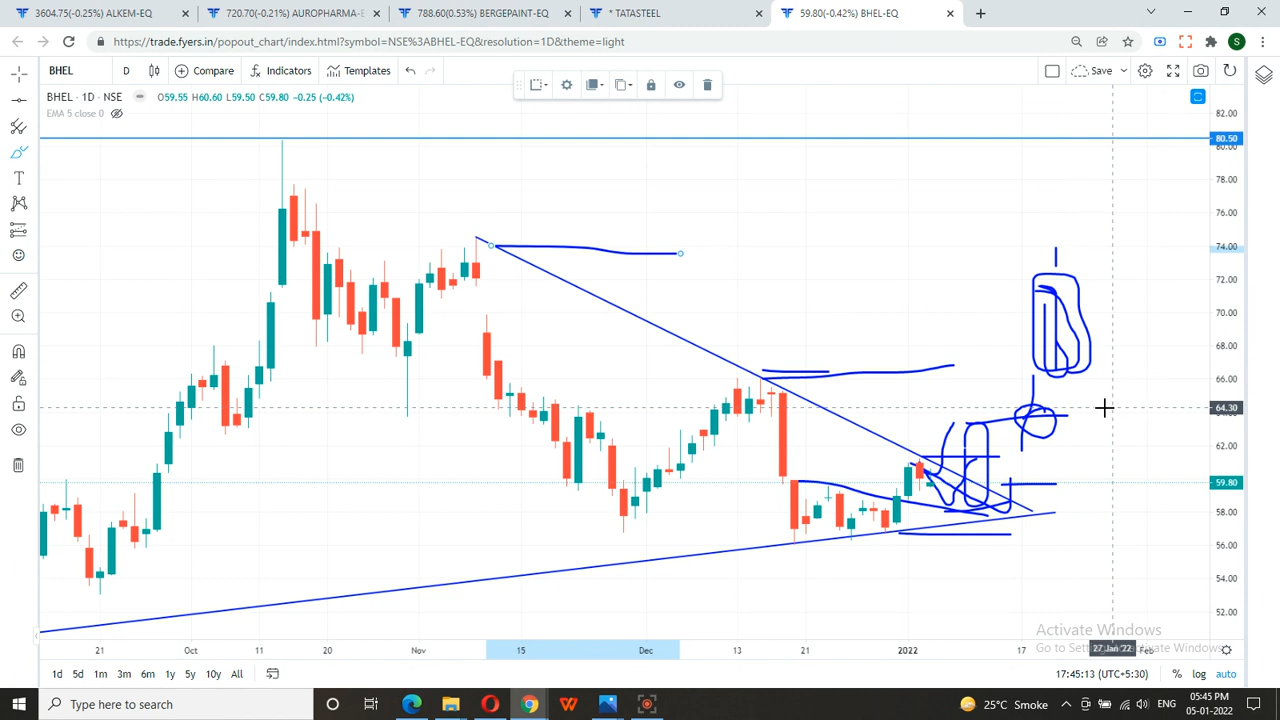 3604.75(-0.25%) ALKEM-EQ
720.70(-0.21%) AUROPHARMA-E
788.60(0.53%) BERGEPAINT-EQ
* TATASTEEL
59.80(-0.42%) BHEL-EQ
https://trade.fyers.in/popout_chart/index.html?symbol=NSE%3ABHEL-EQ&resolution=1D&theme=light
S
BHEL D Compare Indicators Templates Save
BHEL · 1D · NSE O59.55 H60.60 L59.50 C59.80 -0.25 (-0.42%)
EMA 5 close 0
82.00
80.50
80.00
78.00
76.00
74.00
72.00
70.00
68.00
66.00
64.30
62.00
59.80
58.00
56.00
54.00
52.00
Activate Windows
Go to Settings to activate Windows.
21 Oct 11 20 Nov 15 Dec 13 21 2022 17 27 Jan '22 Feb
1d 5d 1m 3m 6m 1y 5y 10y All
17:45:13 (UTC+5:30) % log auto
Type here to search
25°C Smoke
ENG
05:45 PM
05-01-2022